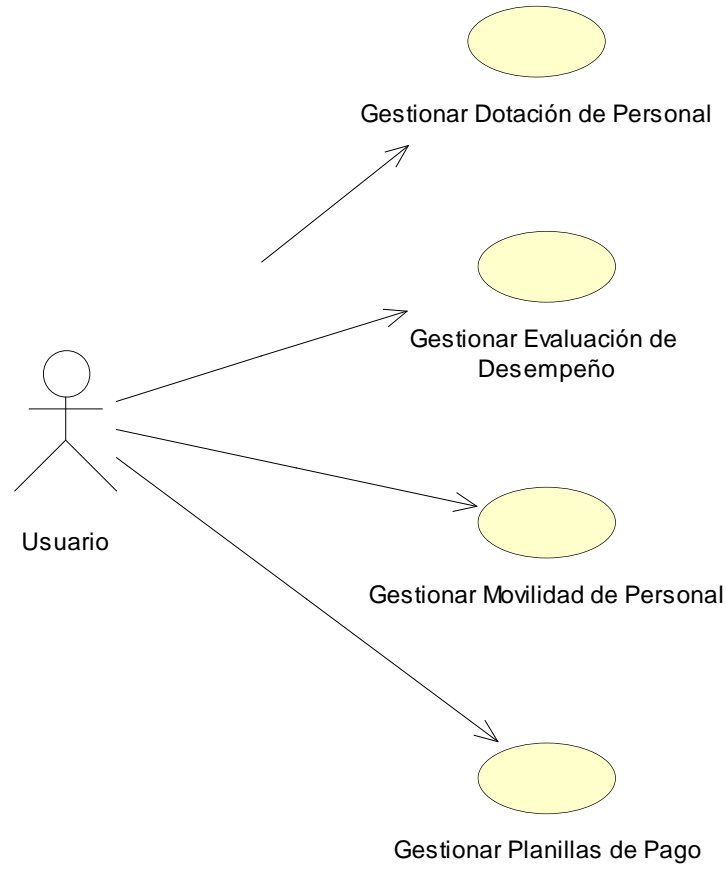 Gestionar Dotación de Personal
Gestionar Evaluación de
Desempeño
Usuario
Gestionar Movilidad de Personal
Gestionar Planillas de Pago